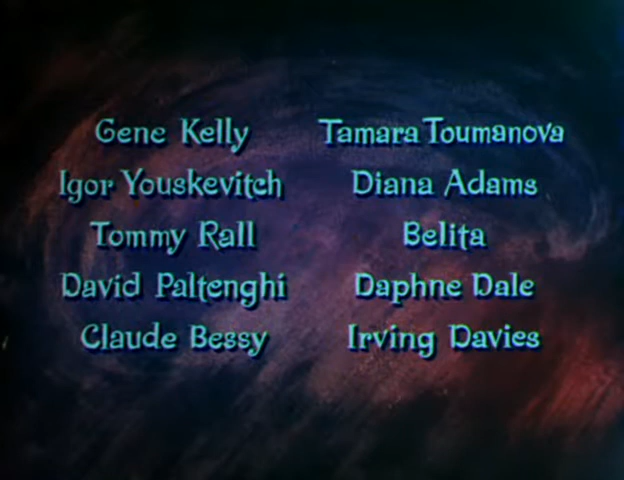 Gene Kelly
Tamara Toumanova
Igor Youskevitch
Diana Adams
Tommy Rall
Belita
David Paltenghi
Daphne Dale
Claude Bessy
Irving Davies